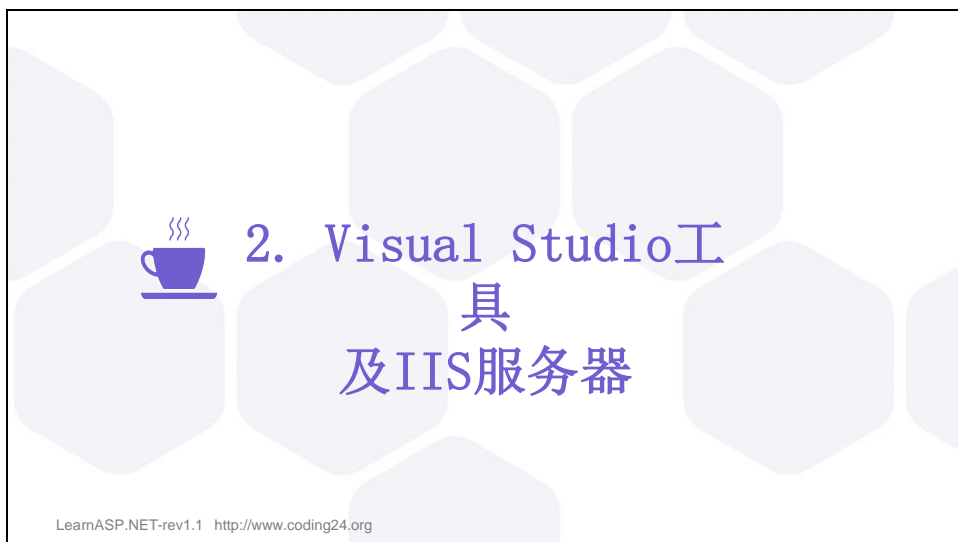 2. Visual Studio工
具
及IIS服务器
LearnASP.NET-rev1.1 http://www.coding24.org